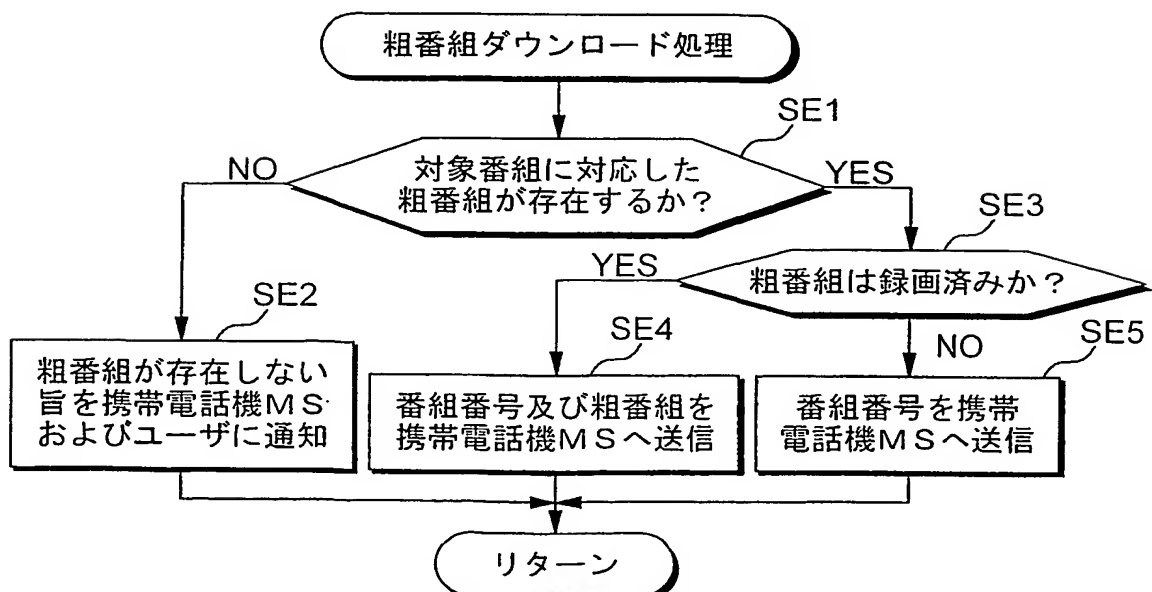 粗番組ダウンロード処理
SE1
対象番組に対応した
粗番組が存在するか？
NO
YES
SE3
粗番組は録画済みか？
YES
NO
SE2
粗番組が存在しない
旨を携帯電話機MS
およびユーザに通知
SE4
番組番号及び粗番組を
携帯電話機MSへ送信
SE5
番組番号を携帯
電話機MSへ送信
リターン